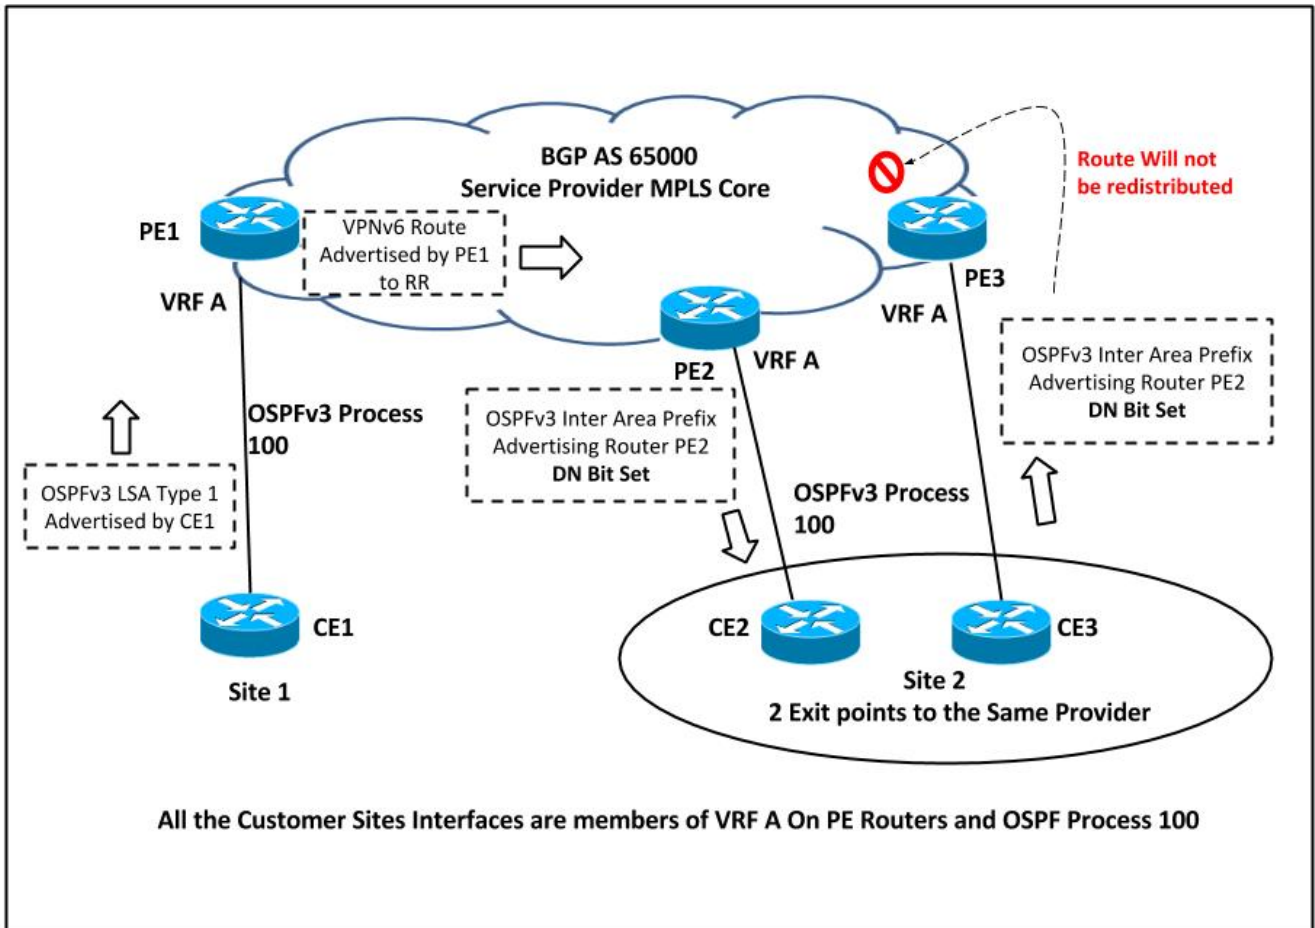 BGP AS 65000
Service Provider MPLS Core
Route Will not
be redistributed
PE1
VPNv6 Route
Advertised by PE1
to RR
PE3
VRF A
VRF A
PE2
VRF A
OSPFv3 Inter Area Prefix
Advertising Router PE2
DN Bit Set
OSPFv3 Process
100
OSPFv3 Inter Area Prefix
Advertising Router PE2
DN Bit Set
OSPFv3 LSA Type 1
Advertised by CE1
OSPFv3 Process
100
CE1
CE2
CE3
Site 1
Site 2
2 Exit points to the Same Provider
All the Customer Sites Interfaces are members of VRF A On PE Routers and OSPF Process 100